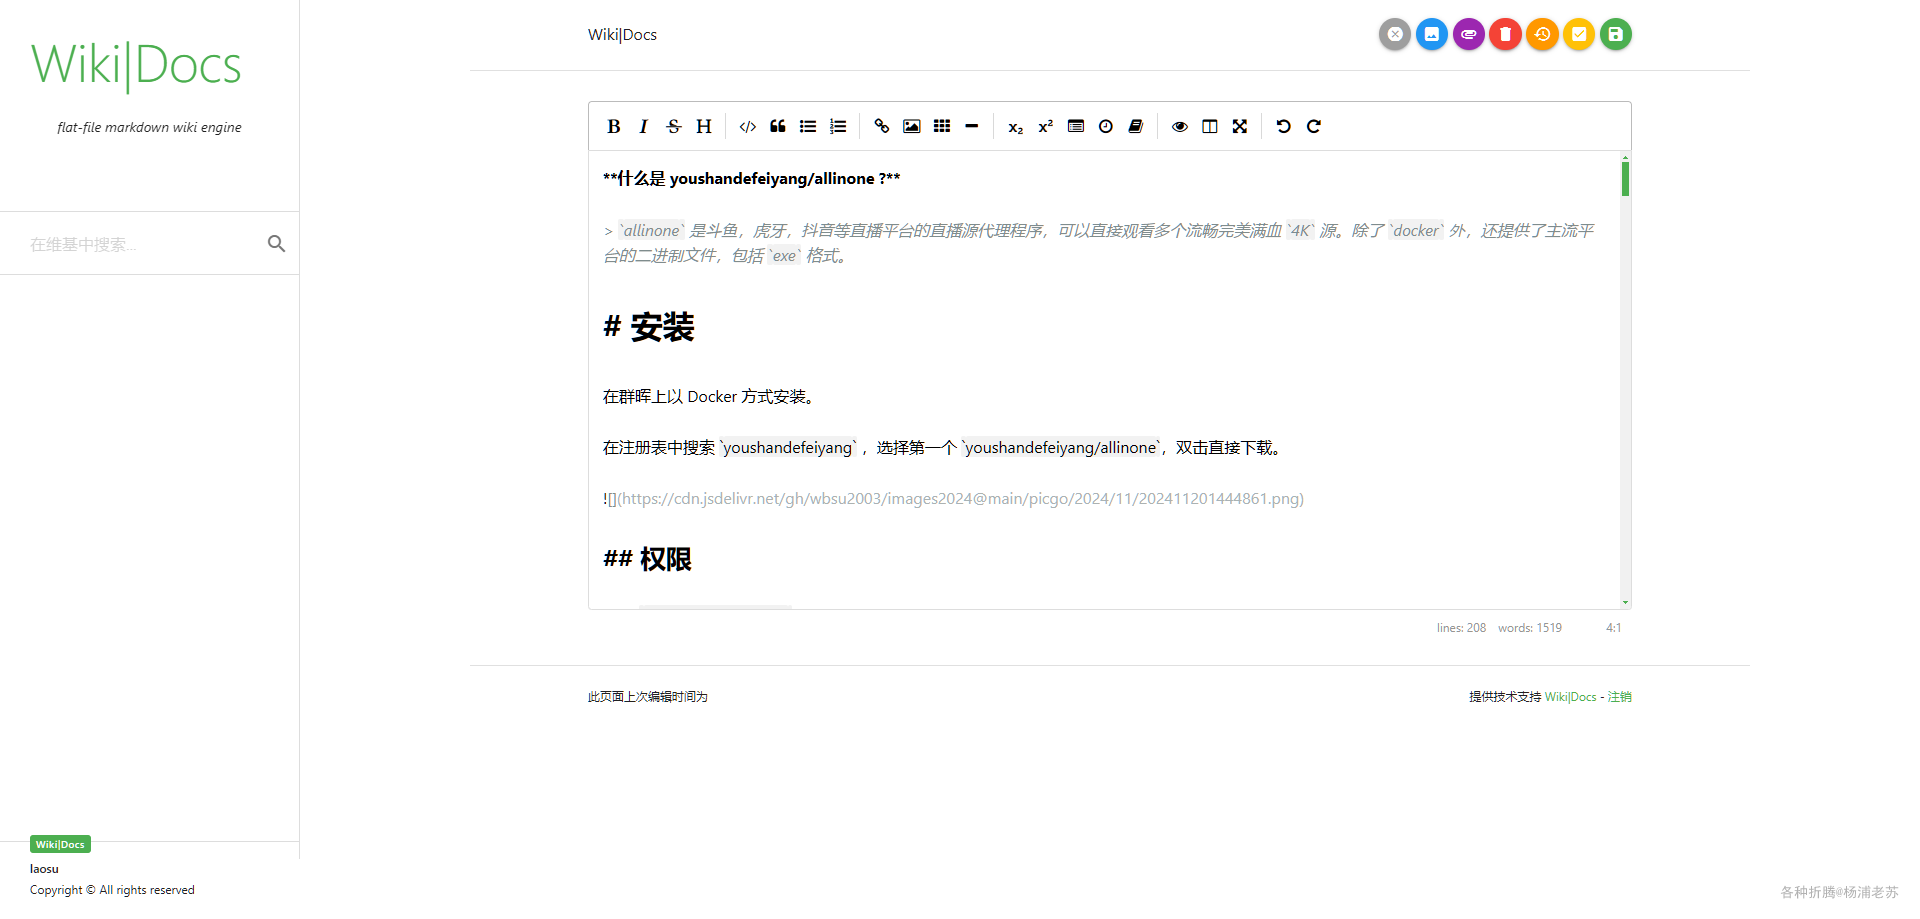 Wiki|Docs
flat-file markdown wiki engine
在维基中搜索...
Wiki|Docs
laosu
Copyright © All rights reserved
Wiki|Docs
B I S H
**什么是 youshandefeiyang/allinone ?**
> `allinone` 是斗鱼，虎牙，抖音等直播平台的直播源代理程序，可以直接观看多个流畅完美满血 `4K` 源。除了 `docker` 外，还提供了主流平
台的二进制文件，包括 `exe` 格式。
# 安装
在群晖上以 Docker 方式安装。
在注册表中搜索 `youshandefeiyang` ，选择第一个 `youshandefeiyang/allinone`，双击直接下载。
![](https://cdn.jsdelivr.net/gh/wbsu2003/images2024@main/picgo/2024/11/202411201444861.png)
## 权限
lines: 208 words: 1519 4:1
此页面上次编辑时间为
提供技术支持 Wiki|Docs - 注销
各种折腾@杨浦老苏